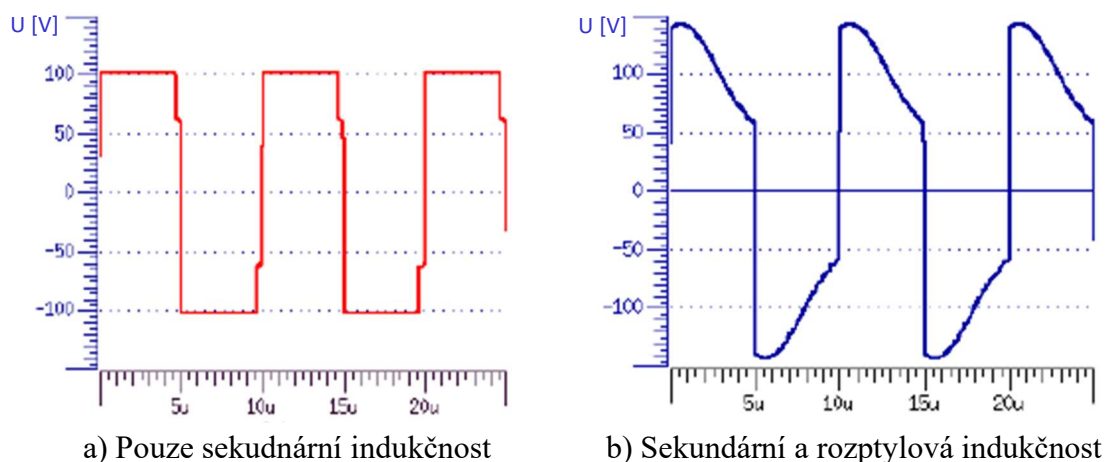 U [V]
100
50
0
-50
-100
5u 10u 15u 20u
a) Pouze sekudnární indukčnost
U [V]
100
50
0
-50
-100
5u 10u 15u 20u
b) Sekundární a rozptylová indukčnost